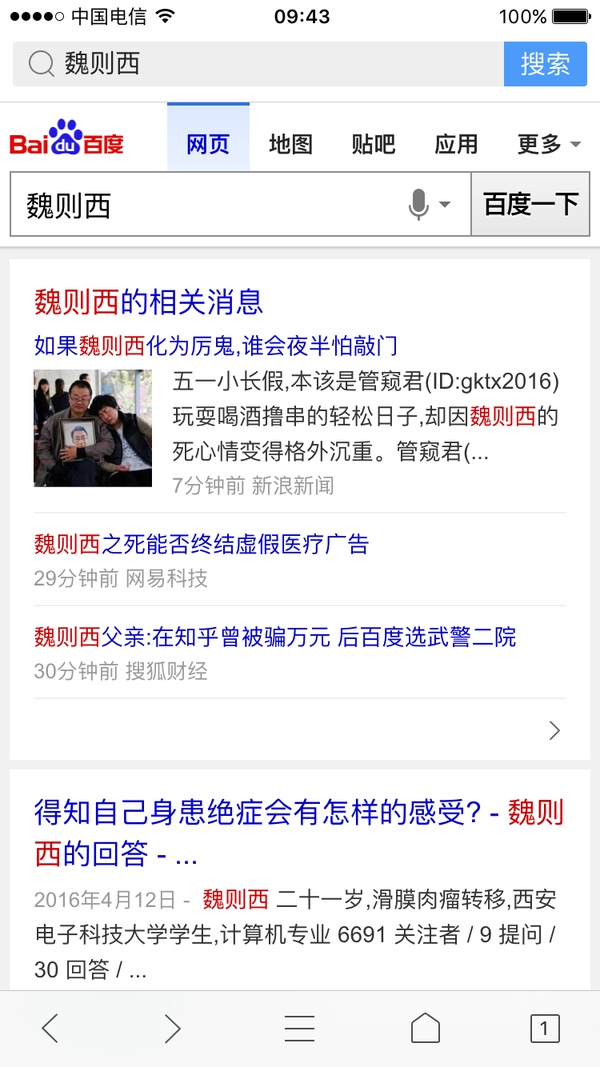 中国电信 09:43 100%
魏则西 搜索
Bai du 百度 网页 地图 贴吧 应用 更多
魏则西 百度一下
魏则西的相关消息
如果魏则西化为厉鬼,谁会夜半怕敲门
五一小长假,本该是管窥君(ID:gktx2016)
玩耍喝酒撸串的轻松日子,却因魏则西的
死心情变得格外沉重。管窥君(...
7分钟前 新浪新闻
魏则西之死能否终结虚假医疗广告
29分钟前 网易科技
魏则西父亲:在知乎曾被骗万元 后百度选武警二院
30分钟前 搜狐财经
得知自己身患绝症会有怎样的感受? - 魏则
西的回答 - ...
2016年4月12日 - 魏则西 二十一岁,滑膜肉瘤转移,西安
电子科技大学学生,计算机专业 6691 关注者 / 9 提问 /
30 回答 / ...
1